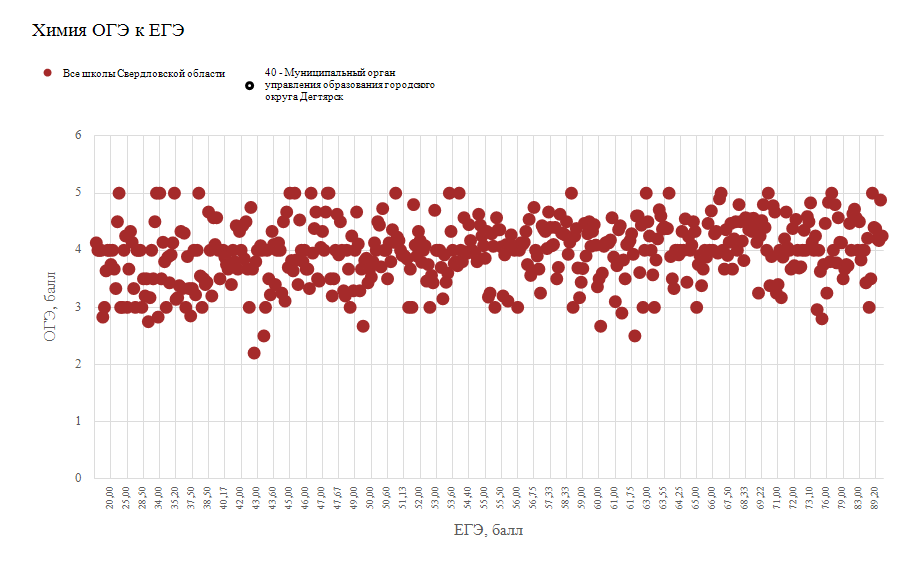 Химия ОГЭ к ЕГЭ
Все школы Свердловской области
40 - Муниципальный орган
управления образования городского
округа Дегтярск
6
5
4
3
2
1
0
ОГЭ, балл
20,00 25,00 28,50 34,00 35,20 37,50 38,50 40,17 42,00 43,00 43,60 45,00 46,00 47,00 47,67 49,00 50,00 50,60 51,13 52,00 53,00 53,60 54,40 55,00 55,50 56,00 56,75 57,33 58,33 59,00 60,00 61,00 61,75 63,00 63,55 64,25 65,00 66,00 67,50 68,33 69,22 71,00 72,00 73,10 76,00 79,00 83,00 89,20
ЕГЭ, балл